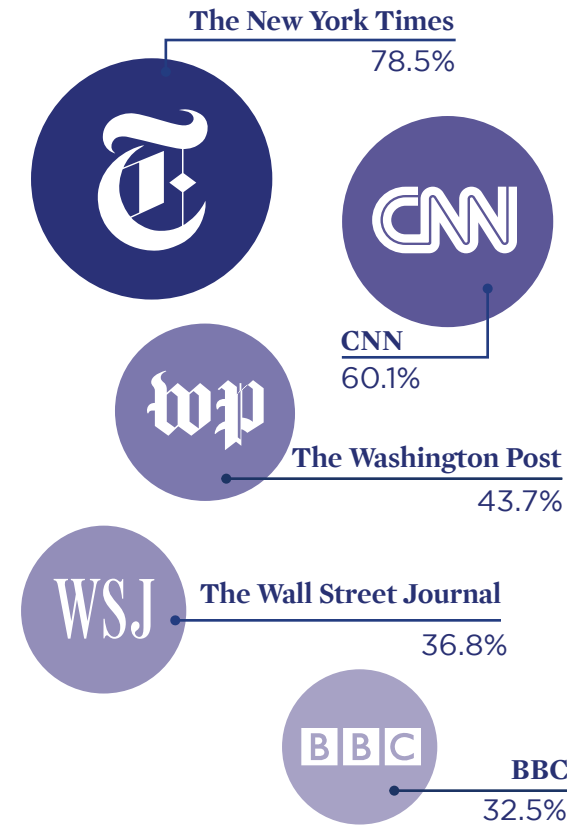 The New York Times
78.5%
T
CNN
CNN
60.1%
wp
The Washington Post
43.7%
WSJ
The Wall Street Journal
36.8%
BBC
BBC
32.5%